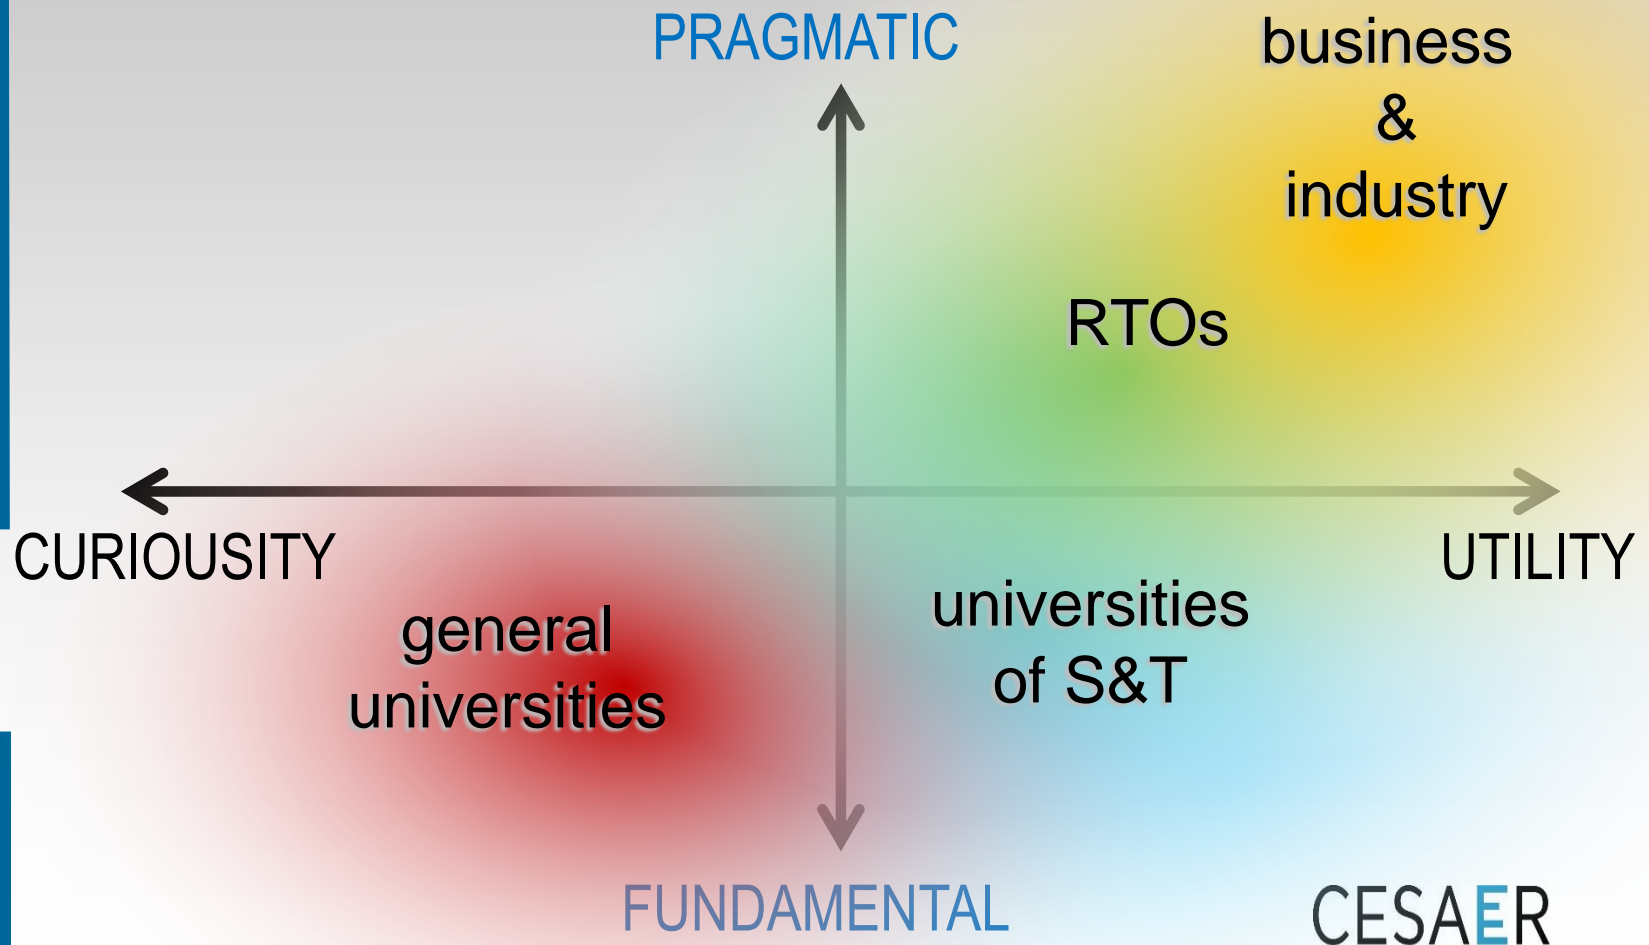 PRAGMATIC
business
&
industry
RTOs
CURIOUSITY
UTILITY
general
universities
universities
of S&T
FUNDAMENTAL
CESAER